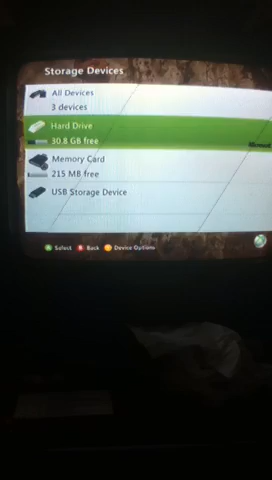 Storage Devices
All Devices
3 devices
Hard Drive
30.8 GB free
Memory Card
215 MB free
USB Storage Device
A Select B Back Y Device Options